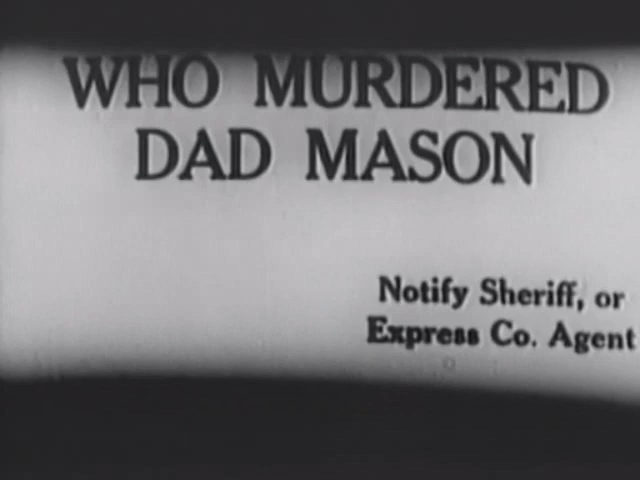 WHO MURDERED
DAD MASON
Notify Sheriff, or
Express Co. Agent